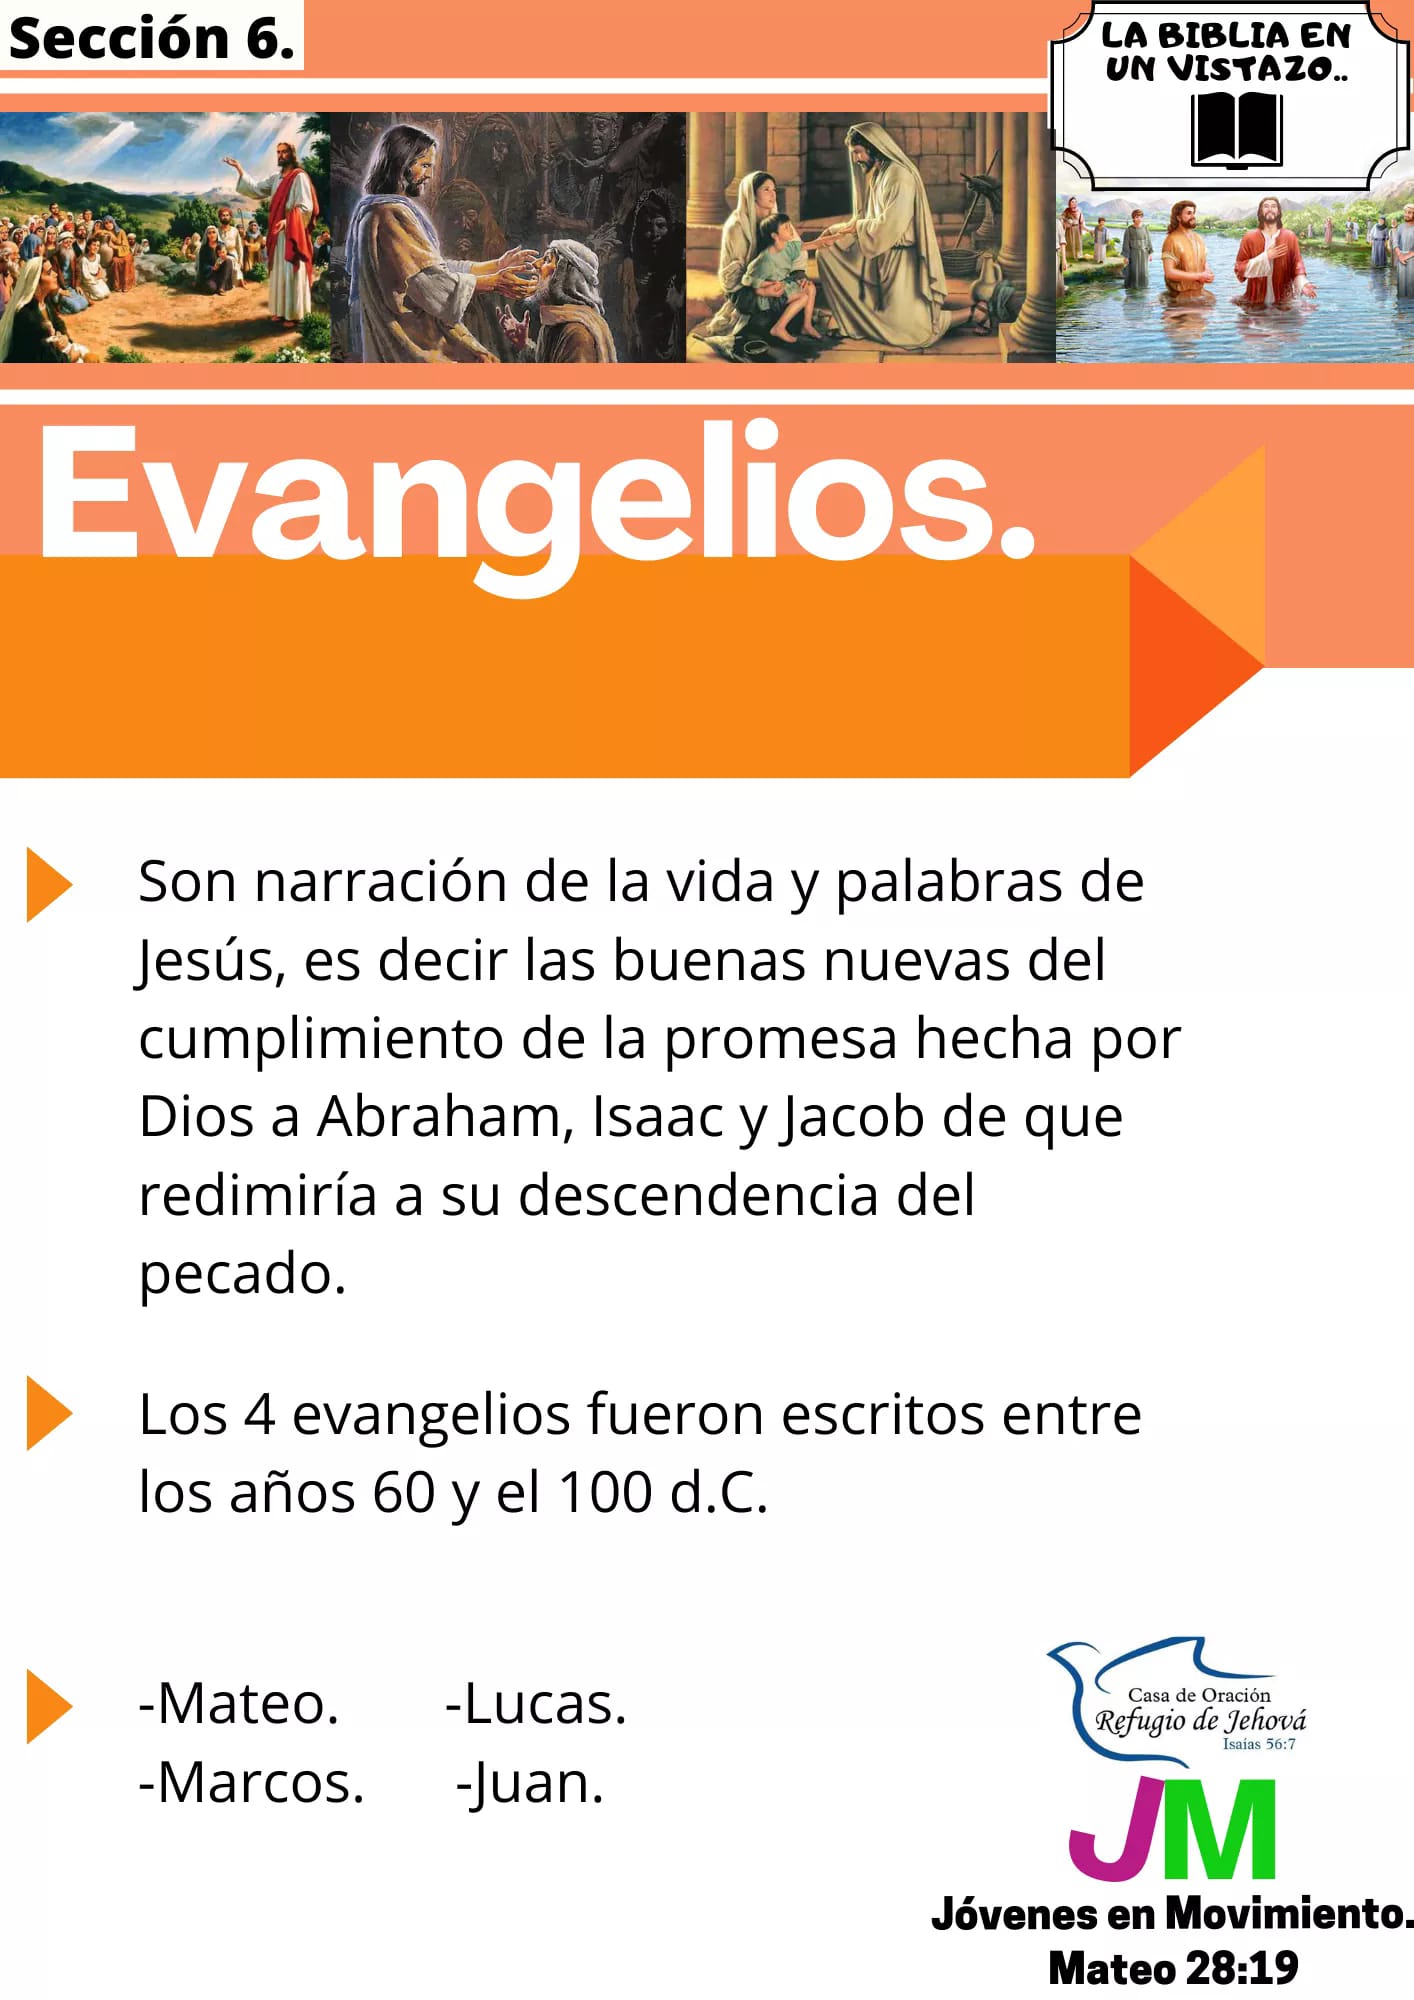 Sección 6.
LA BIBLIA EN
UN VISTAZO..
Evangelios.
Son narración de la vida y palabras de
Jesús, es decir las buenas nuevas del
cumplimiento de la promesa hecha por
Dios a Abraham, Isaac y Jacob de que
redimiría a su descendencia del
pecado.
Los 4 evangelios fueron escritos entre
los años 60 y el 100 d.C.
-Mateo. -Lucas.
-Marcos. -Juan.
Casa de Oración
Refugio de Jehová
Isaías 56:7
JM
Jóvenes en Movimiento.
Mateo 28:19